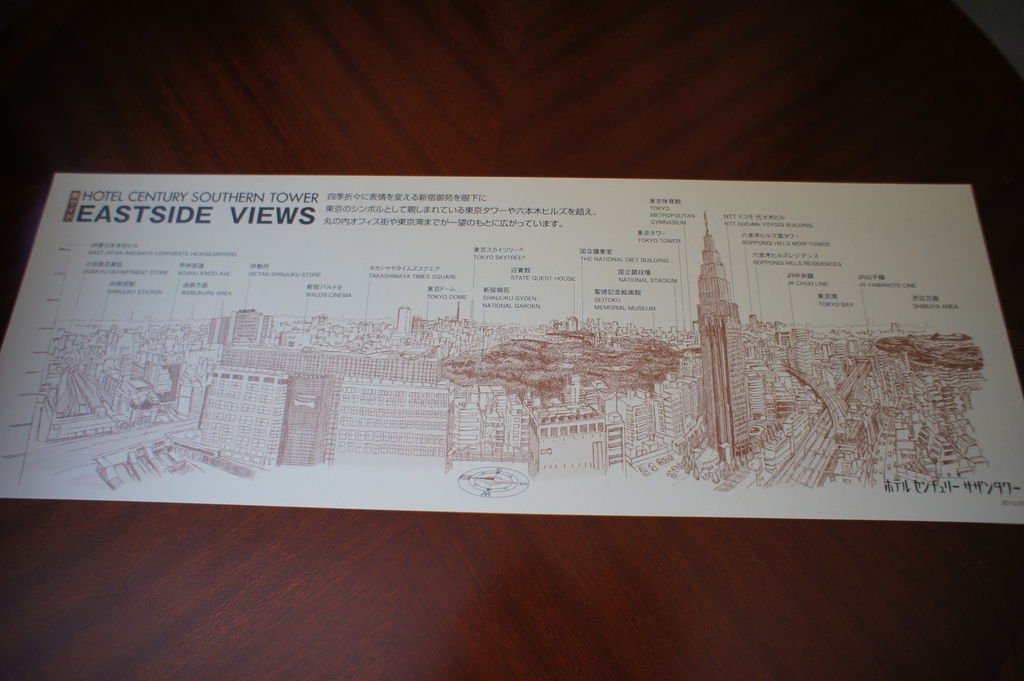 HOTEL CENTURY SOUTHERN TOWER
EASTSIDE VIEWS
四季折々に表情を変える新宿御苑を眼下に
東京のシンボルとして親しまれている東京タワーや六本木ヒルズを超え、
丸の内オフィス街や東京湾までが一望のもとに広がっています。
JR東日本本社ビル
EAST JAPAN RAILWAYS CORPORATE HEADQUARTERS
小田急百貨店
ODAKYU DEPARTMENT STORE
甲州街道
KOSHU KAIDO AVE.
伊勢丹
ISETAN SHINJUKU STORE
JR新宿駅
SHINJUKU STATION
池袋方面
IKEBUKURO AREA
新宿バルト9
WALD9 CINEMA
タカシマヤタイムズスクエア
TAKASHIMAYA TIMES SQUARE
東京ドーム
TOKYO DOME
東京スカイツリー®
TOKYO SKYTREE®
迎賓館
STATE GUEST HOUSE
新宿御苑
SHINJUKU GYOEN
NATIONAL GARDEN
国会議事堂
THE NATIONAL DIET BUILDING
国立競技場
NATIONAL STADIUM
聖徳記念絵画館
SEITOKU
MEMORIAL MUSEUM
東京体育館
TOKYO
METROPOLITAN
GYMNASIUM
東京タワー
TOKYO TOWER
NTTドコモ 代々木ビル
NTT DoCoMo YOYOGI BUILDING
六本木ヒルズ森タワー
ROPPONGI HILLS MORI TOWER
六本木ヒルズレジデンス
ROPPONGI HILLS RESIDENCES
JR中央線
JR CHUO LINE
JR山手線
JR YAMANOTE LINE
東京湾
TOKYO BAY
渋谷方面
SHIBUYA AREA
ホテル センチュリー サザンタワー